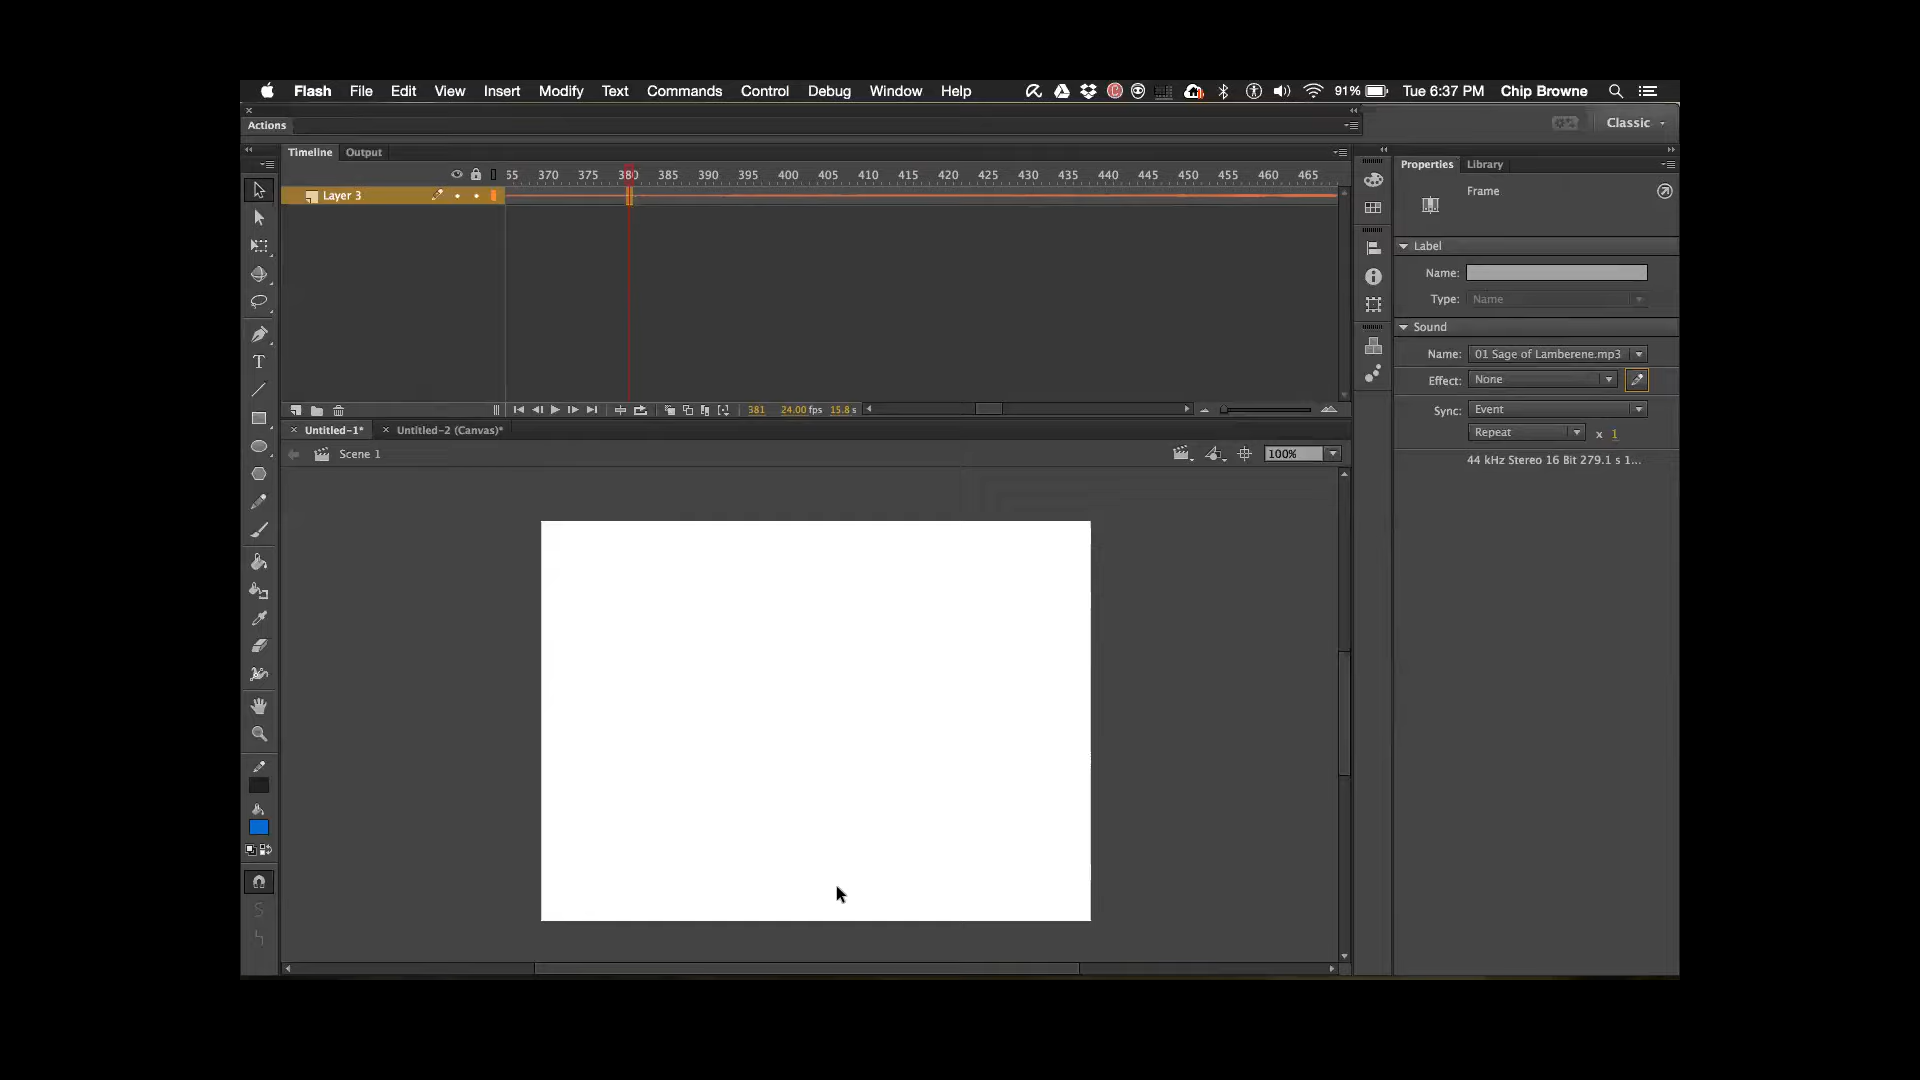 Flash File Edit View Insert Modify Text Commands Control Debug Window Help 91% Tue 6:37 PM Chip Browne
Actions
Classic
Timeline Output
Properties Library
65 370 375 380 385 390 395 400 405 410 415 420 425 430 435 440 445 450 455 460 465
Layer 3
Frame
Label
Name:
Type: Name
Sound
Name: 01 Sage of Lamberene.mp3
Effect: None
Sync: Event
Repeat x 1
44 kHz Stereo 16 Bit 279.1 s 1...
381 24.00 fps 15.8 s
Untitled-1* Untitled-2 (Canvas)*
Scene 1
100%